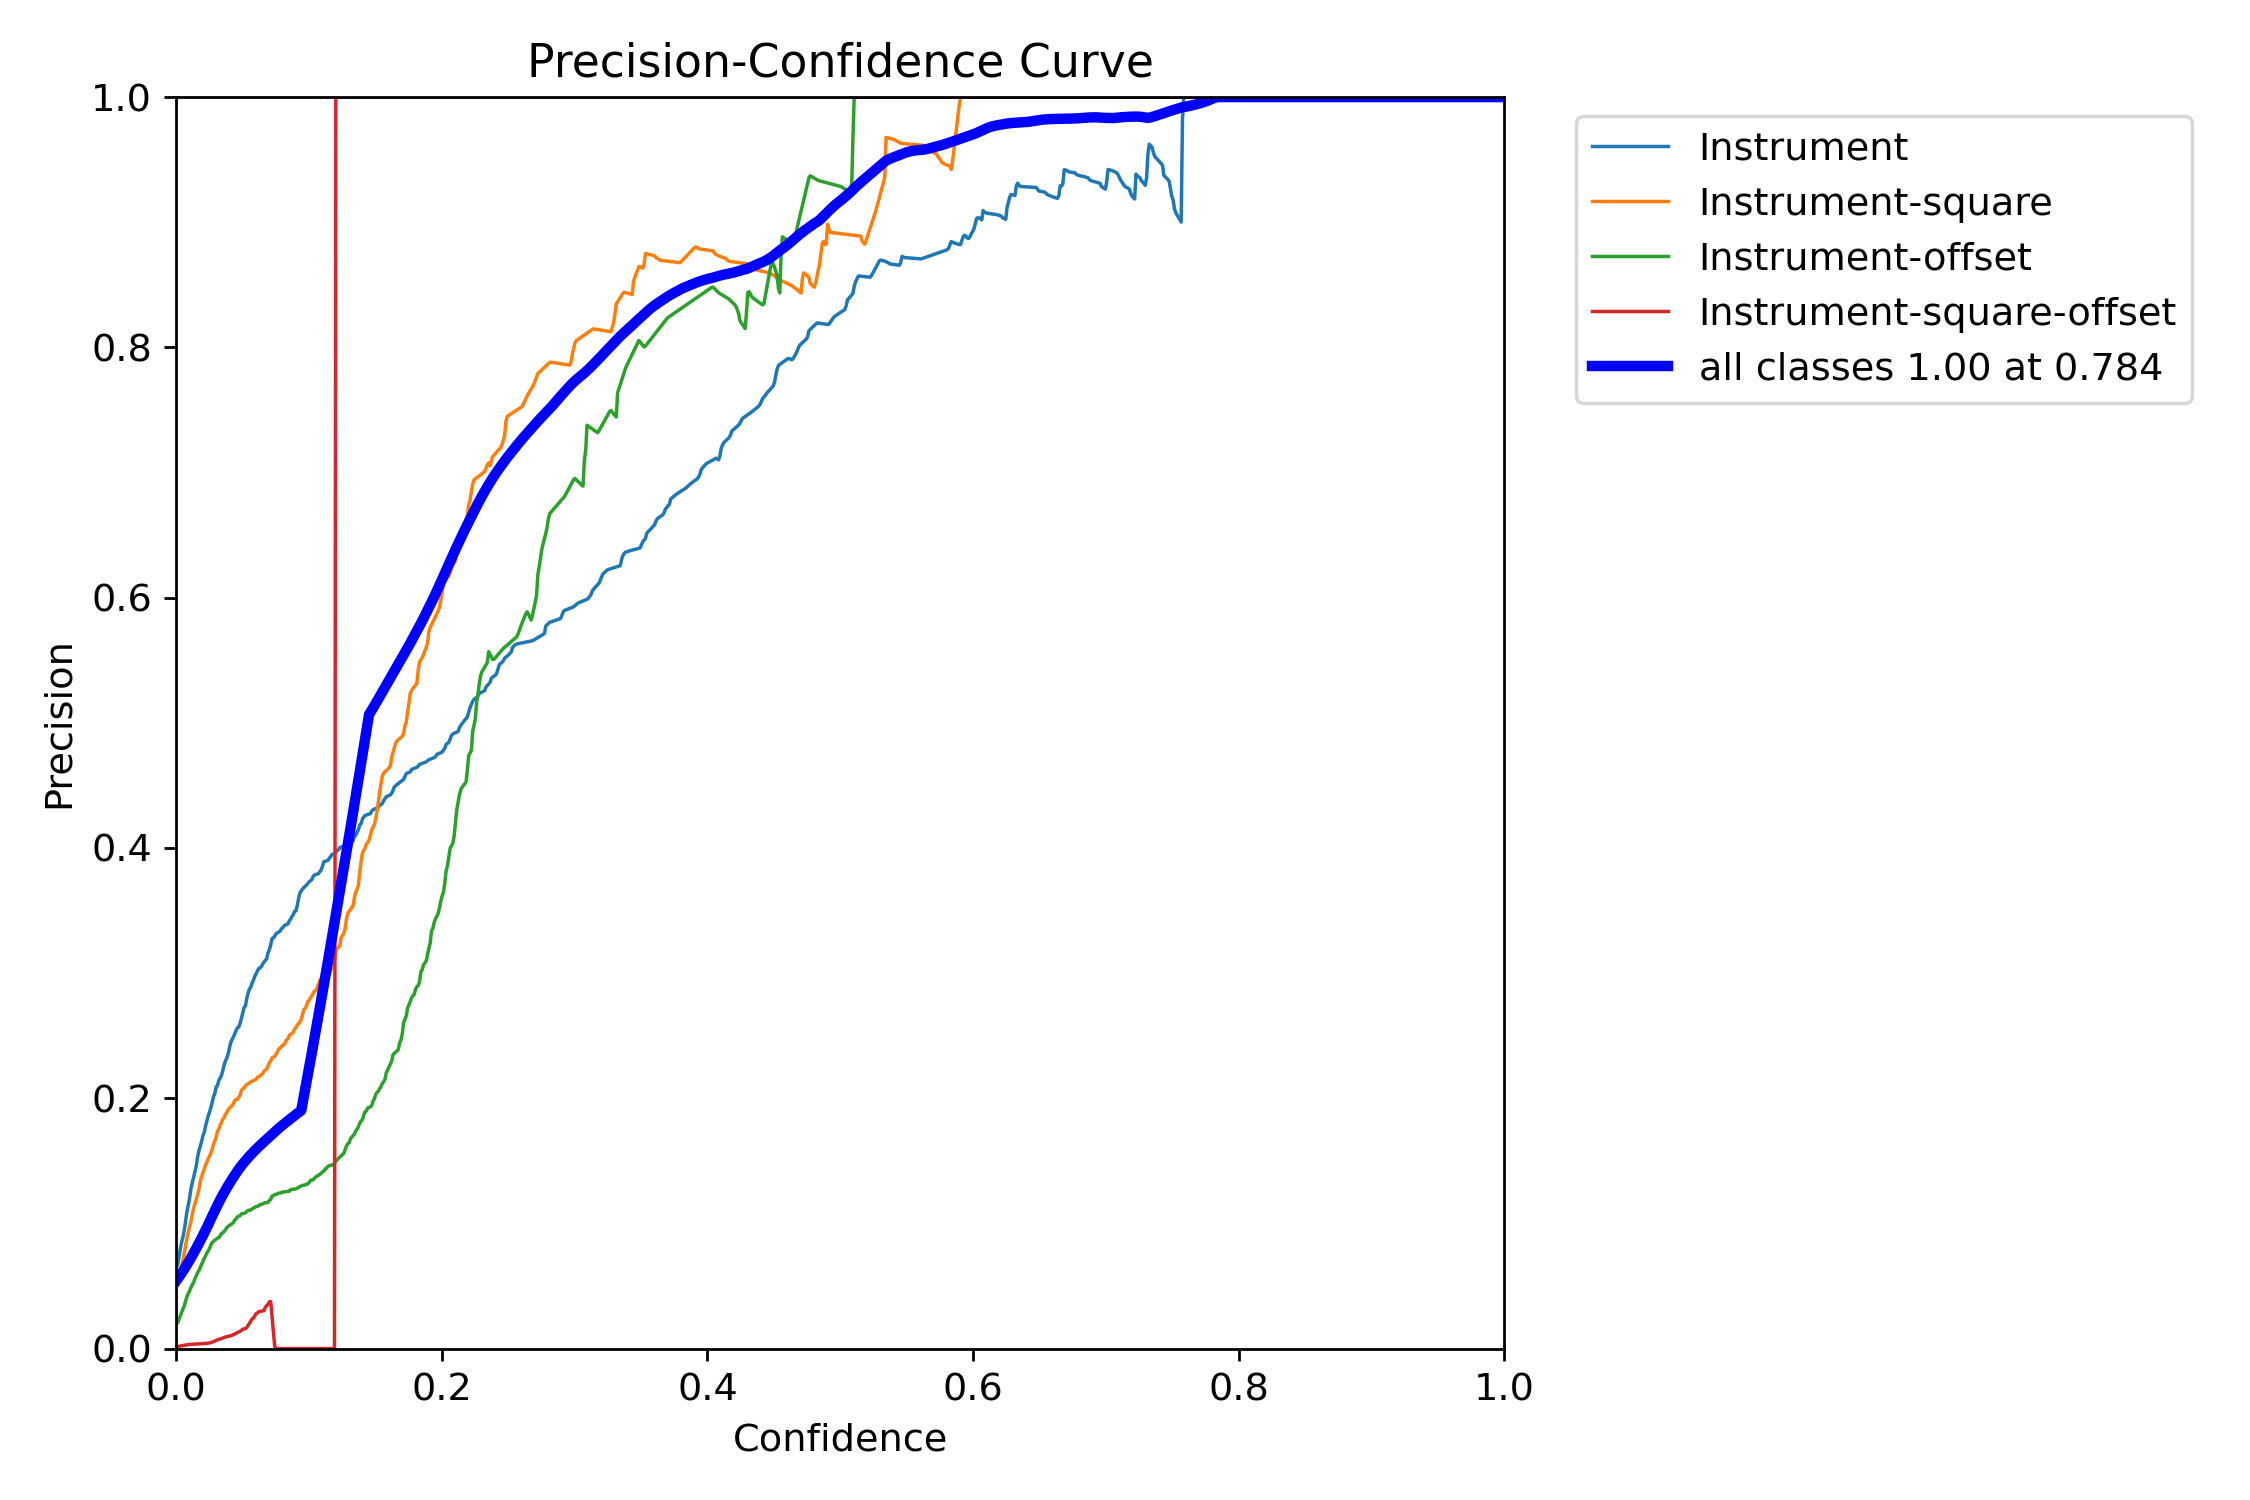 Precision-Confidence Curve
1.0
0.8
0.6
0.4
0.2
0.0
Precision
0.0 0.2 0.4 0.6 0.8 1.0
Confidence
Instrument
Instrument-square
Instrument-offset
Instrument-square-offset
all classes 1.00 at 0.784